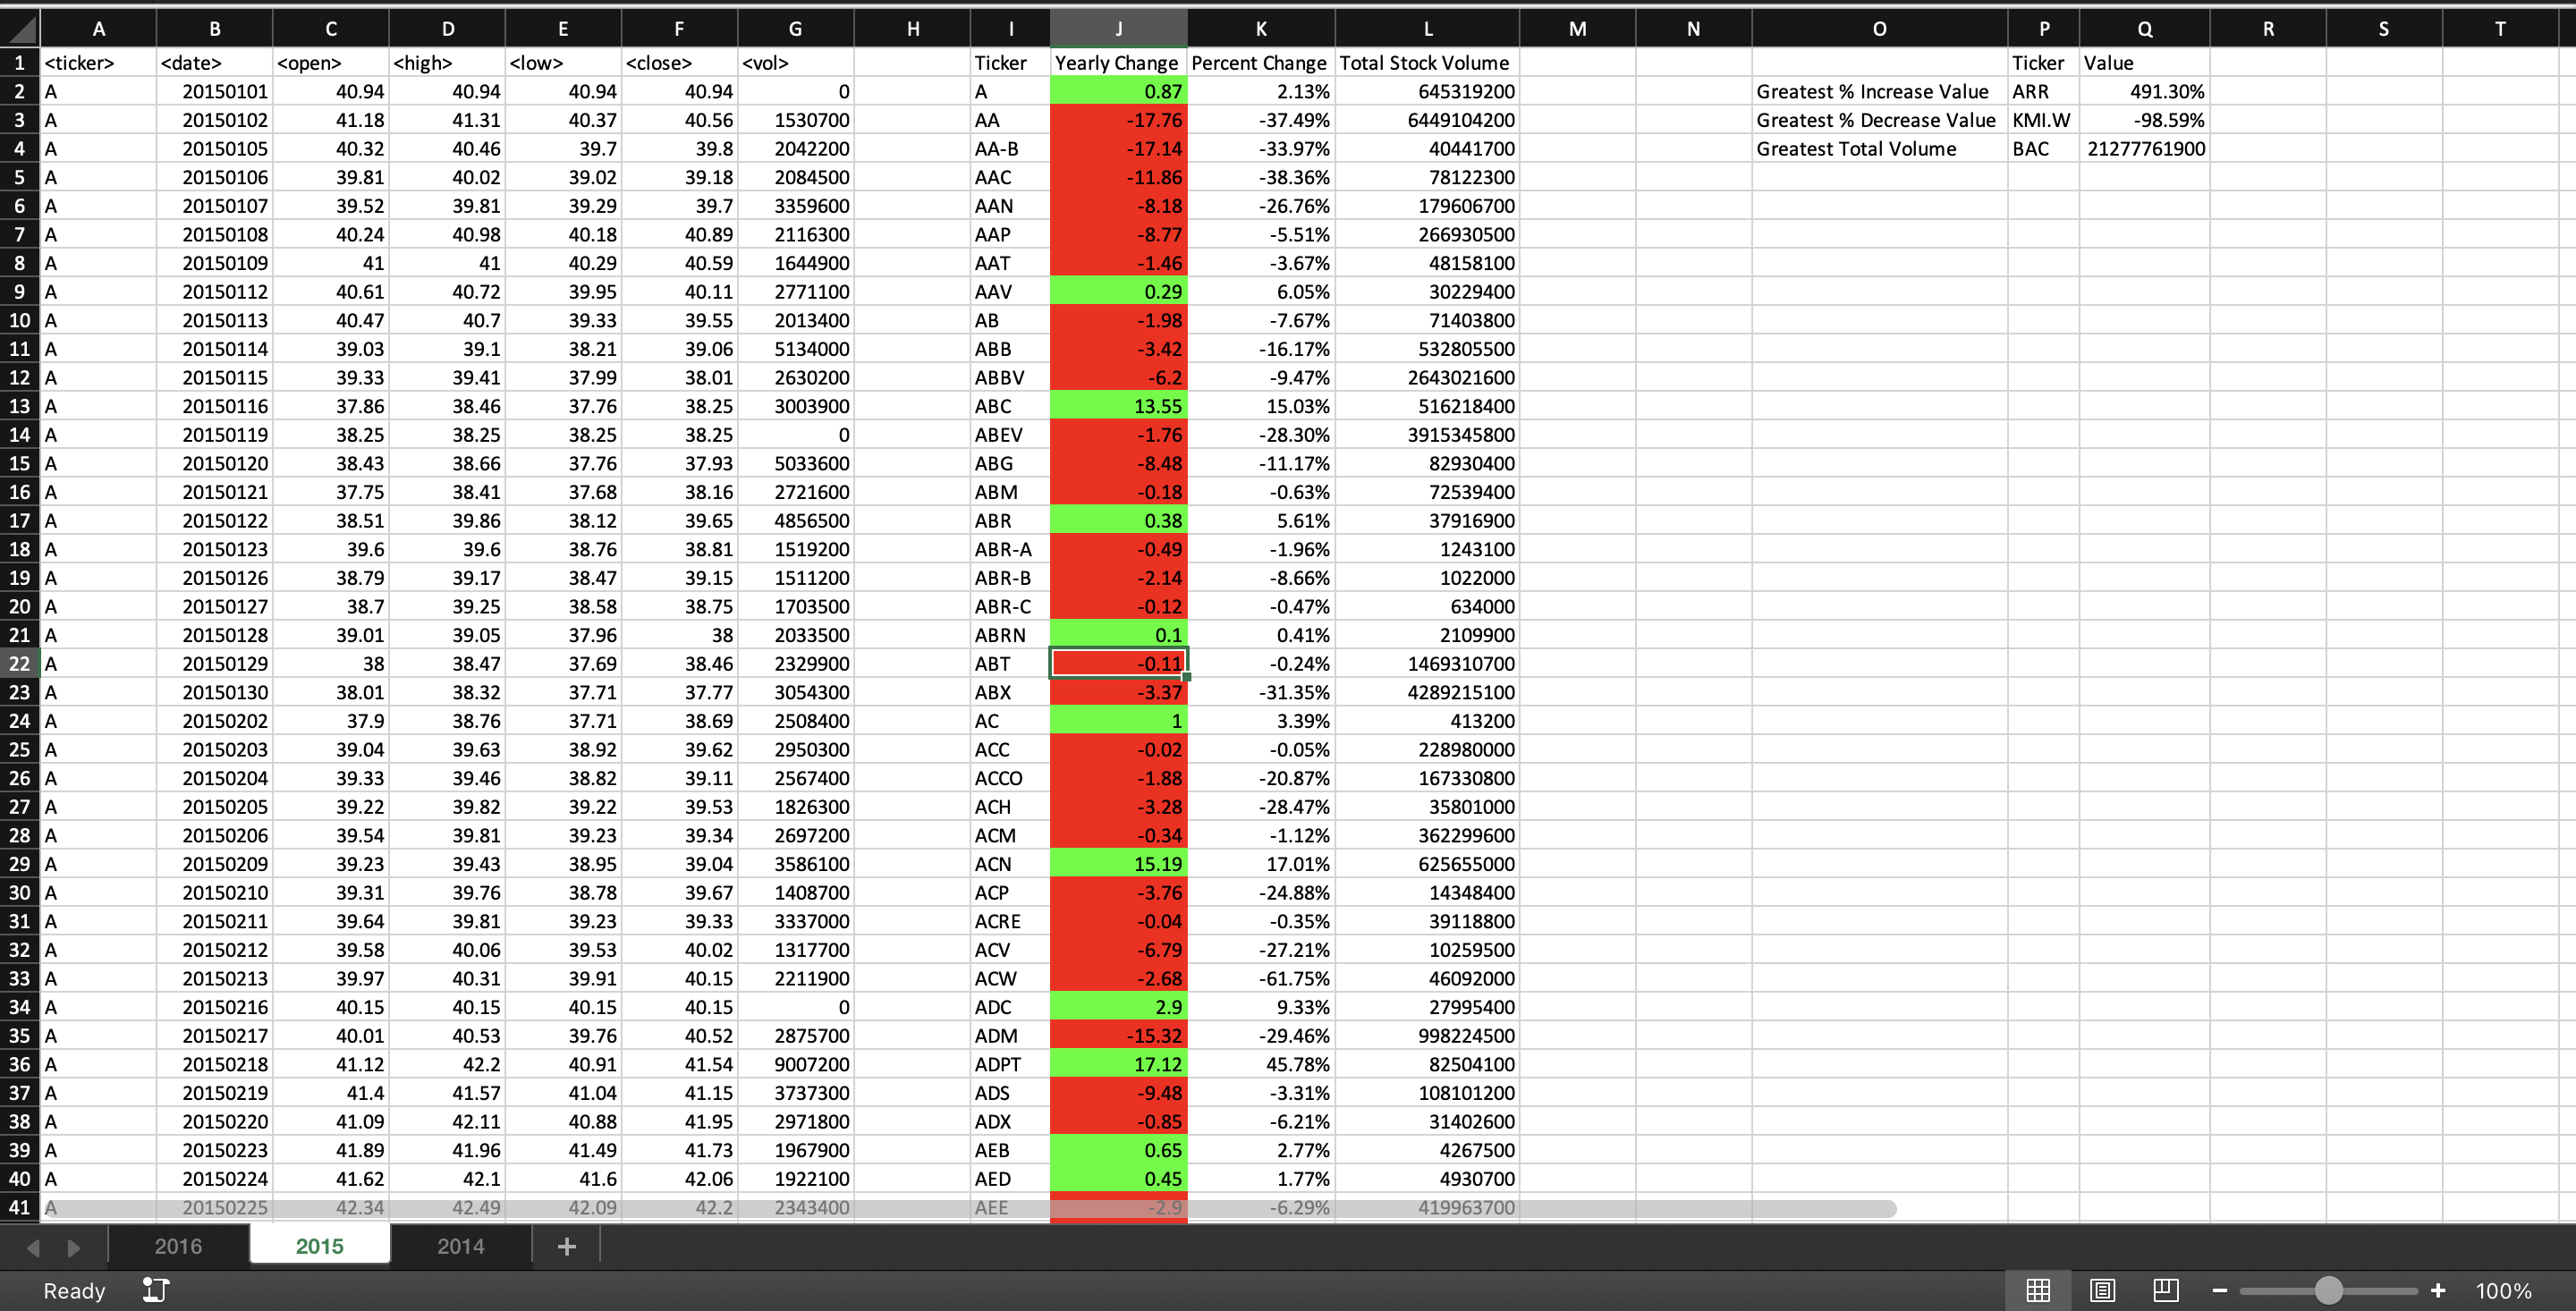 A B C D E F G H I J K L M N O P Q R S T
1 <ticker> <date> <open> <high> <low> <close> <vol> Ticker Yearly Change Percent Change Total Stock Volume Ticker Value
2 A 20150101 40.94 40.94 40.94 40.94 0 A 0.87 2.13% 645319200 Greatest % Increase Value ARR 491.30%
3 A 20150102 41.18 41.31 40.37 40.56 1530700 AA -17.76 -37.49% 6449104200 Greatest % Decrease Value KMI.W -98.59%
4 A 20150105 40.32 40.46 39.7 39.8 2042200 AA-B -17.14 -33.97% 40441700 Greatest Total Volume BAC 21277761900
5 A 20150106 39.81 40.02 39.02 39.18 2084500 AAC -11.86 -38.36% 78122300
6 A 20150107 39.52 39.81 39.29 39.7 3359600 AAN -8.18 -26.76% 179606700
7 A 20150108 40.24 40.98 40.18 40.89 2116300 AAP -8.77 -5.51% 266930500
8 A 20150109 41 41 40.29 40.59 1644900 AAT -1.46 -3.67% 48158100
9 A 20150112 40.61 40.72 39.95 40.11 2771100 AAV 0.29 6.05% 30229400
10 A 20150113 40.47 40.7 39.33 39.55 2013400 AB -1.98 -7.67% 71403800
11 A 20150114 39.03 39.1 38.21 39.06 5134000 ABB -3.42 -16.17% 532805500
12 A 20150115 39.33 39.41 37.99 38.01 2630200 ABBV -6.2 -9.47% 2643021600
13 A 20150116 37.86 38.46 37.76 38.25 3003900 ABC 13.55 15.03% 516218400
14 A 20150119 38.25 38.25 38.25 38.25 0 ABEV -1.76 -28.30% 3915345800
15 A 20150120 38.43 38.66 37.76 37.93 5033600 ABG -8.48 -11.17% 82930400
16 A 20150121 37.75 38.41 37.68 38.16 2721600 ABM -0.18 -0.63% 72539400
17 A 20150122 38.51 39.86 38.12 39.65 4856500 ABR 0.38 5.61% 37916900
18 A 20150123 39.6 39.6 38.76 38.81 1519200 ABR-A -0.49 -1.96% 1243100
19 A 20150126 38.79 39.17 38.47 39.15 1511200 ABR-B -2.14 -8.66% 1022000
20 A 20150127 38.7 39.25 38.58 38.75 1703500 ABR-C -0.12 -0.47% 634000
21 A 20150128 39.01 39.05 37.96 38 2033500 ABRN 0.1 0.41% 2109900
22 A 20150129 38 38.47 37.69 38.46 2329900 ABT -0.11 -0.24% 1469310700
23 A 20150130 38.01 38.32 37.71 37.77 3054300 ABX -3.37 -31.35% 4289215100
24 A 20150202 37.9 38.76 37.71 38.69 2508400 AC 1 3.39% 413200
25 A 20150203 39.04 39.63 38.92 39.62 2950300 ACC -0.02 -0.05% 228980000
26 A 20150204 39.33 39.46 38.82 39.11 2567400 ACCO -1.88 -20.87% 167330800
27 A 20150205 39.22 39.82 39.22 39.53 1826300 ACH -3.28 -28.47% 35801000
28 A 20150206 39.54 39.81 39.23 39.34 2697200 ACM -0.34 -1.12% 362299600
29 A 20150209 39.23 39.43 38.95 39.04 3586100 ACN 15.19 17.01% 625655000
30 A 20150210 39.31 39.76 38.78 39.67 1408700 ACP -3.76 -24.88% 14348400
31 A 20150211 39.64 39.81 39.23 39.33 3337000 ACRE -0.04 -0.35% 39118800
32 A 20150212 39.58 40.06 39.53 40.02 1317700 ACV -6.79 -27.21% 10259500
33 A 20150213 39.97 40.31 39.91 40.15 2211900 ACW -2.68 -61.75% 46092000
34 A 20150216 40.15 40.15 40.15 40.15 0 ADC 2.9 9.33% 27995400
35 A 20150217 40.01 40.53 39.76 40.52 2875700 ADM -15.32 -29.46% 998224500
36 A 20150218 41.12 42.2 40.91 41.54 9007200 ADPT 17.12 45.78% 82504100
37 A 20150219 41.4 41.57 41.04 41.15 3737300 ADS -9.48 -3.31% 108101200
38 A 20150220 41.09 42.11 40.88 41.95 2971800 ADX -0.85 -6.21% 31402600
39 A 20150223 41.89 41.96 41.49 41.73 1967900 AEB 0.65 2.77% 4267500
40 A 20150224 41.62 42.1 41.6 42.06 1922100 AED 0.45 1.77% 4930700
41 A 20150225 42.34 42.49 42.09 42.2 2343400 AEE -2.9 -6.29% 419963700
2016 2015 2014 +
Ready 100%